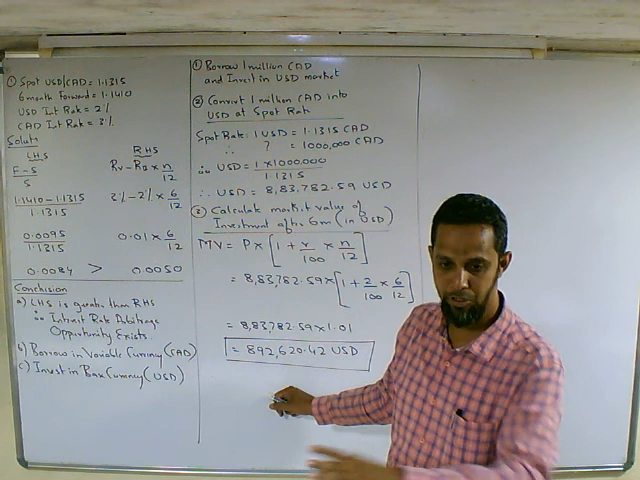 ① Spot USD/CAD = 1.1315
6month Forward = 1.1410
USD Int Rate = 2%
CAD Int Rate = 3%
Solut:
LHS RHS
F-S/S Rv - RB x n/12
1.1410-1.1315/1.1315 3%-2% x 6/12
0.0095/1.1315 0.01 x 6/12
0.0084 > 0.0050
Conclusion
a) LHS is greater than RHS
∴ Intrest Rate Arbitrage
Opportunity Exists.
b) Borrow in Variable Currency (CAD)
c) Invest in Base Currency (USD)
① Borrow 1 million CAD
and Invest in USD market
② Convert 1 million CAD into
USD at Spot Rate
Spot Rate: 1 USD = 1.1315 CAD
∴ ? = 1000,000 CAD
∴ USD = 1 x 1000.000/1.1315
∴ USD = 8,83,782.59 USD
③ Calculate market value of
Investment after 6m (in USD)
MV = P x [1 + r/100 x n/12]
= 8,83,782.59 x [1 + 2/100 x 6/12]
= 8,83,782.59 x 1.01
= 892,620.42 USD